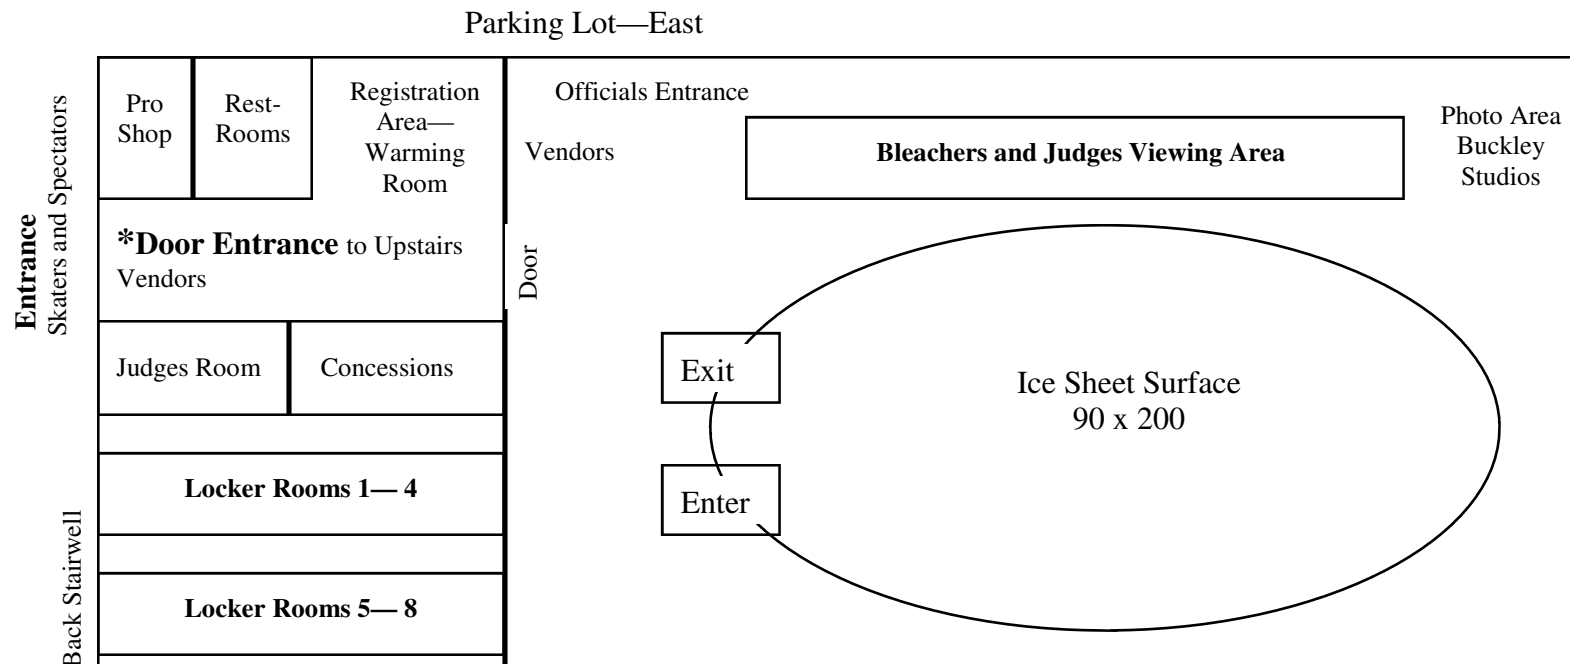 Parking Lot—East
Entrance
Skaters and Spectators
Pro
Shop
Rest-
Rooms
Registration
Area—
Warming
Room
Officials Entrance
Vendors
Bleachers and Judges Viewing Area
Photo Area
Buckley
Studios
*Door Entrance to Upstairs
Vendors
Door
Judges Room
Concessions
Exit
Ice Sheet Surface
90 x 200
Enter
Locker Rooms 1— 4
Back Stairwell
Locker Rooms 5— 8